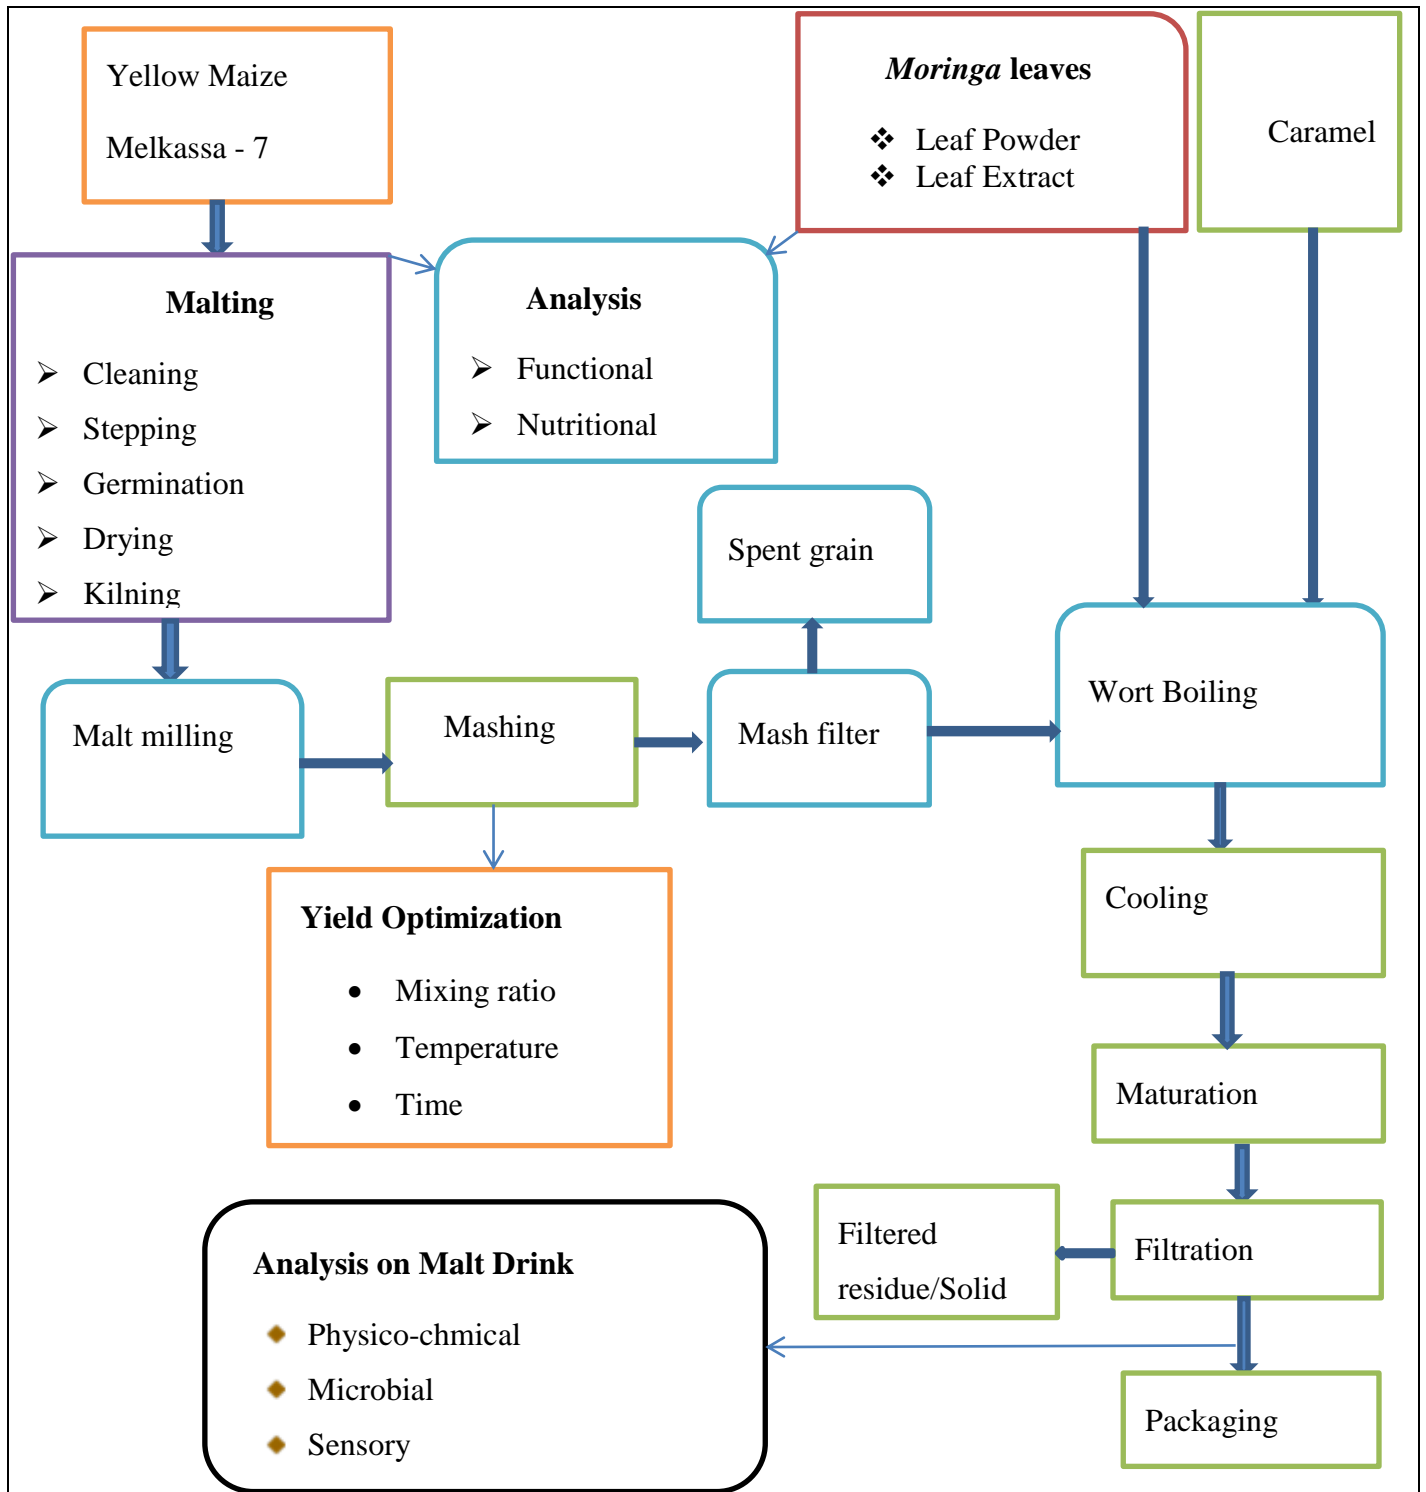 Yellow Maize
Melkassa - 7
Moringa leaves
❖ Leaf Powder
❖ Leaf Extract
Caramel
Malting
➢ Cleaning
➢ Stepping
➢ Germination
➢ Drying
➢ Kilning
Analysis
➢ Functional
➢ Nutritional
Spent grain
Malt milling
Mashing
Mash filter
Wort Boiling
Yield Optimization
• Mixing ratio
• Temperature
• Time
Cooling
Maturation
Filtration
Filtered
residue/Solid
Analysis on Malt Drink
◆ Physico-chmical
◆ Microbial
◆ Sensory
Packaging